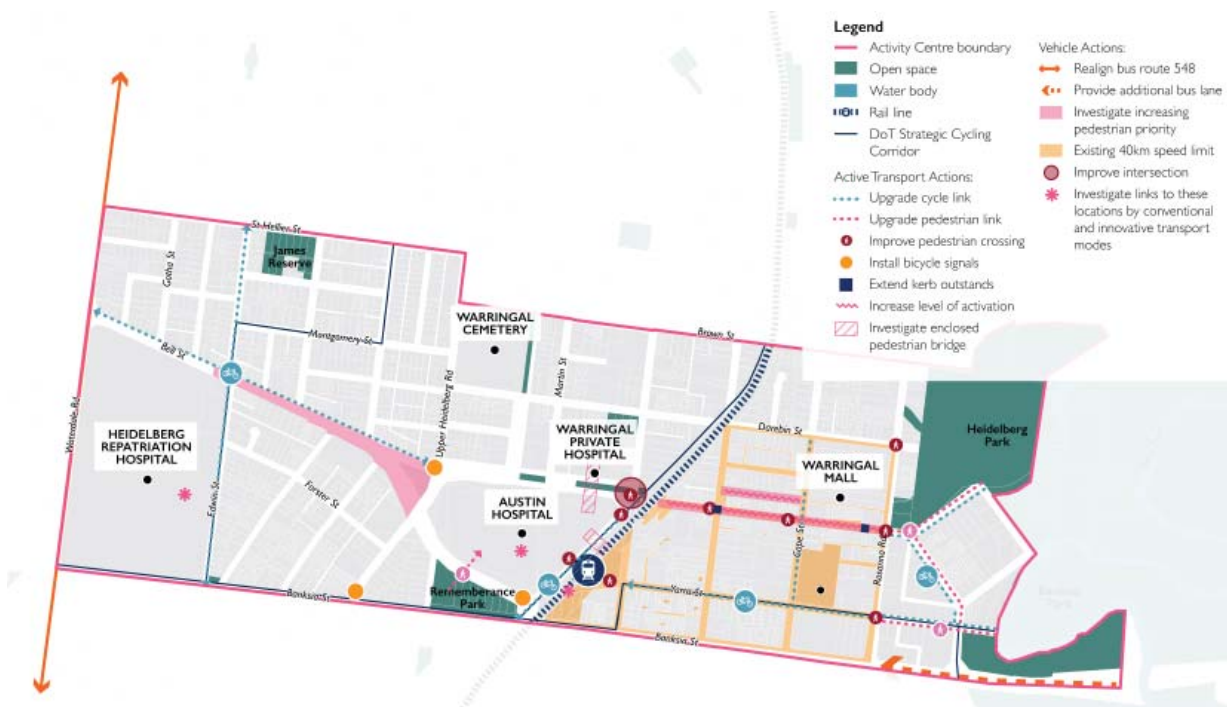 Legend
Activity Centre boundary
Open space
Water body
Rail line
DoT Strategic Cycling
Corridor
Active Transport Actions:
Upgrade cycle link
Upgrade pedestrian link
Improve pedestrian crossing
Install bicycle signals
Extend kerb outstands
Increase level of activation
Investigate enclosed
pedestrian bridge
Vehicle Actions:
Realign bus route 548
Provide additional bus lane
Investigate increasing
pedestrian priority
Existing 40km speed limit
Improve intersection
Investigate links to these
locations by conventional
and innovative transport
modes
St Hellier St
James
Reserve
Gotha St
Montgomery St
WARRINGAL
CEMETERY
Brown St
Bell St
Martin St
Upper Heidelberg Rd
Waterdale Rd
HEIDELBERG
REPATRIATION
HOSPITAL
WARRINGAL
PRIVATE
HOSPITAL
Darebin St
Heidelberg
Park
WARRINGAL
MALL
Edwin St
Forster St
AUSTIN
HOSPITAL
Cape St
Rosanna Rd
Rememberance
Park
Yarra St
Banksia St
Banksia St